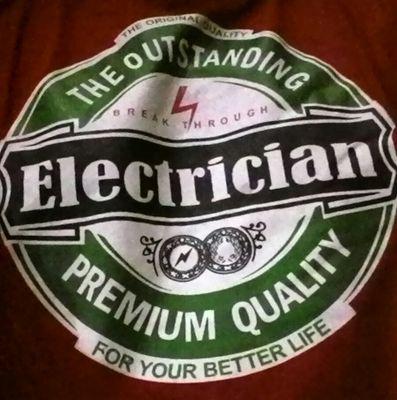 THE ORIGINAL QUALITY
THE OUTSTANDING
BREAK THROUGH
Electrician
PREMIUM QUALITY
FOR YOUR BETTER LIFE